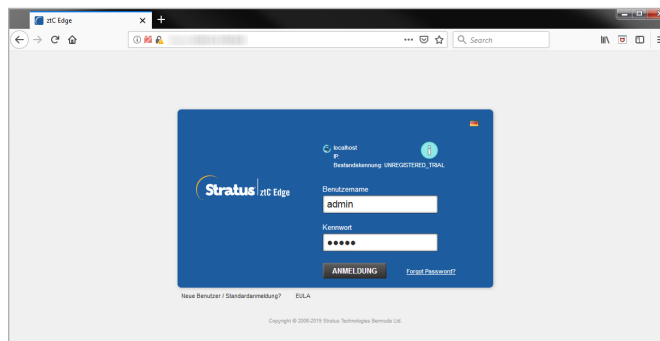 ztC Edge
Search
localhost
IP:
Bestandskennung: UNREGISTERED_TRIAL
Stratus ztC Edge
Benutzername
admin
Kennwort
ANMELDUNG
Forgot Password?
Neue Benutzer / Standardanmeldung?
EULA
Copyright © 2008-2019 Stratus Technologies Bermuda Ltd.